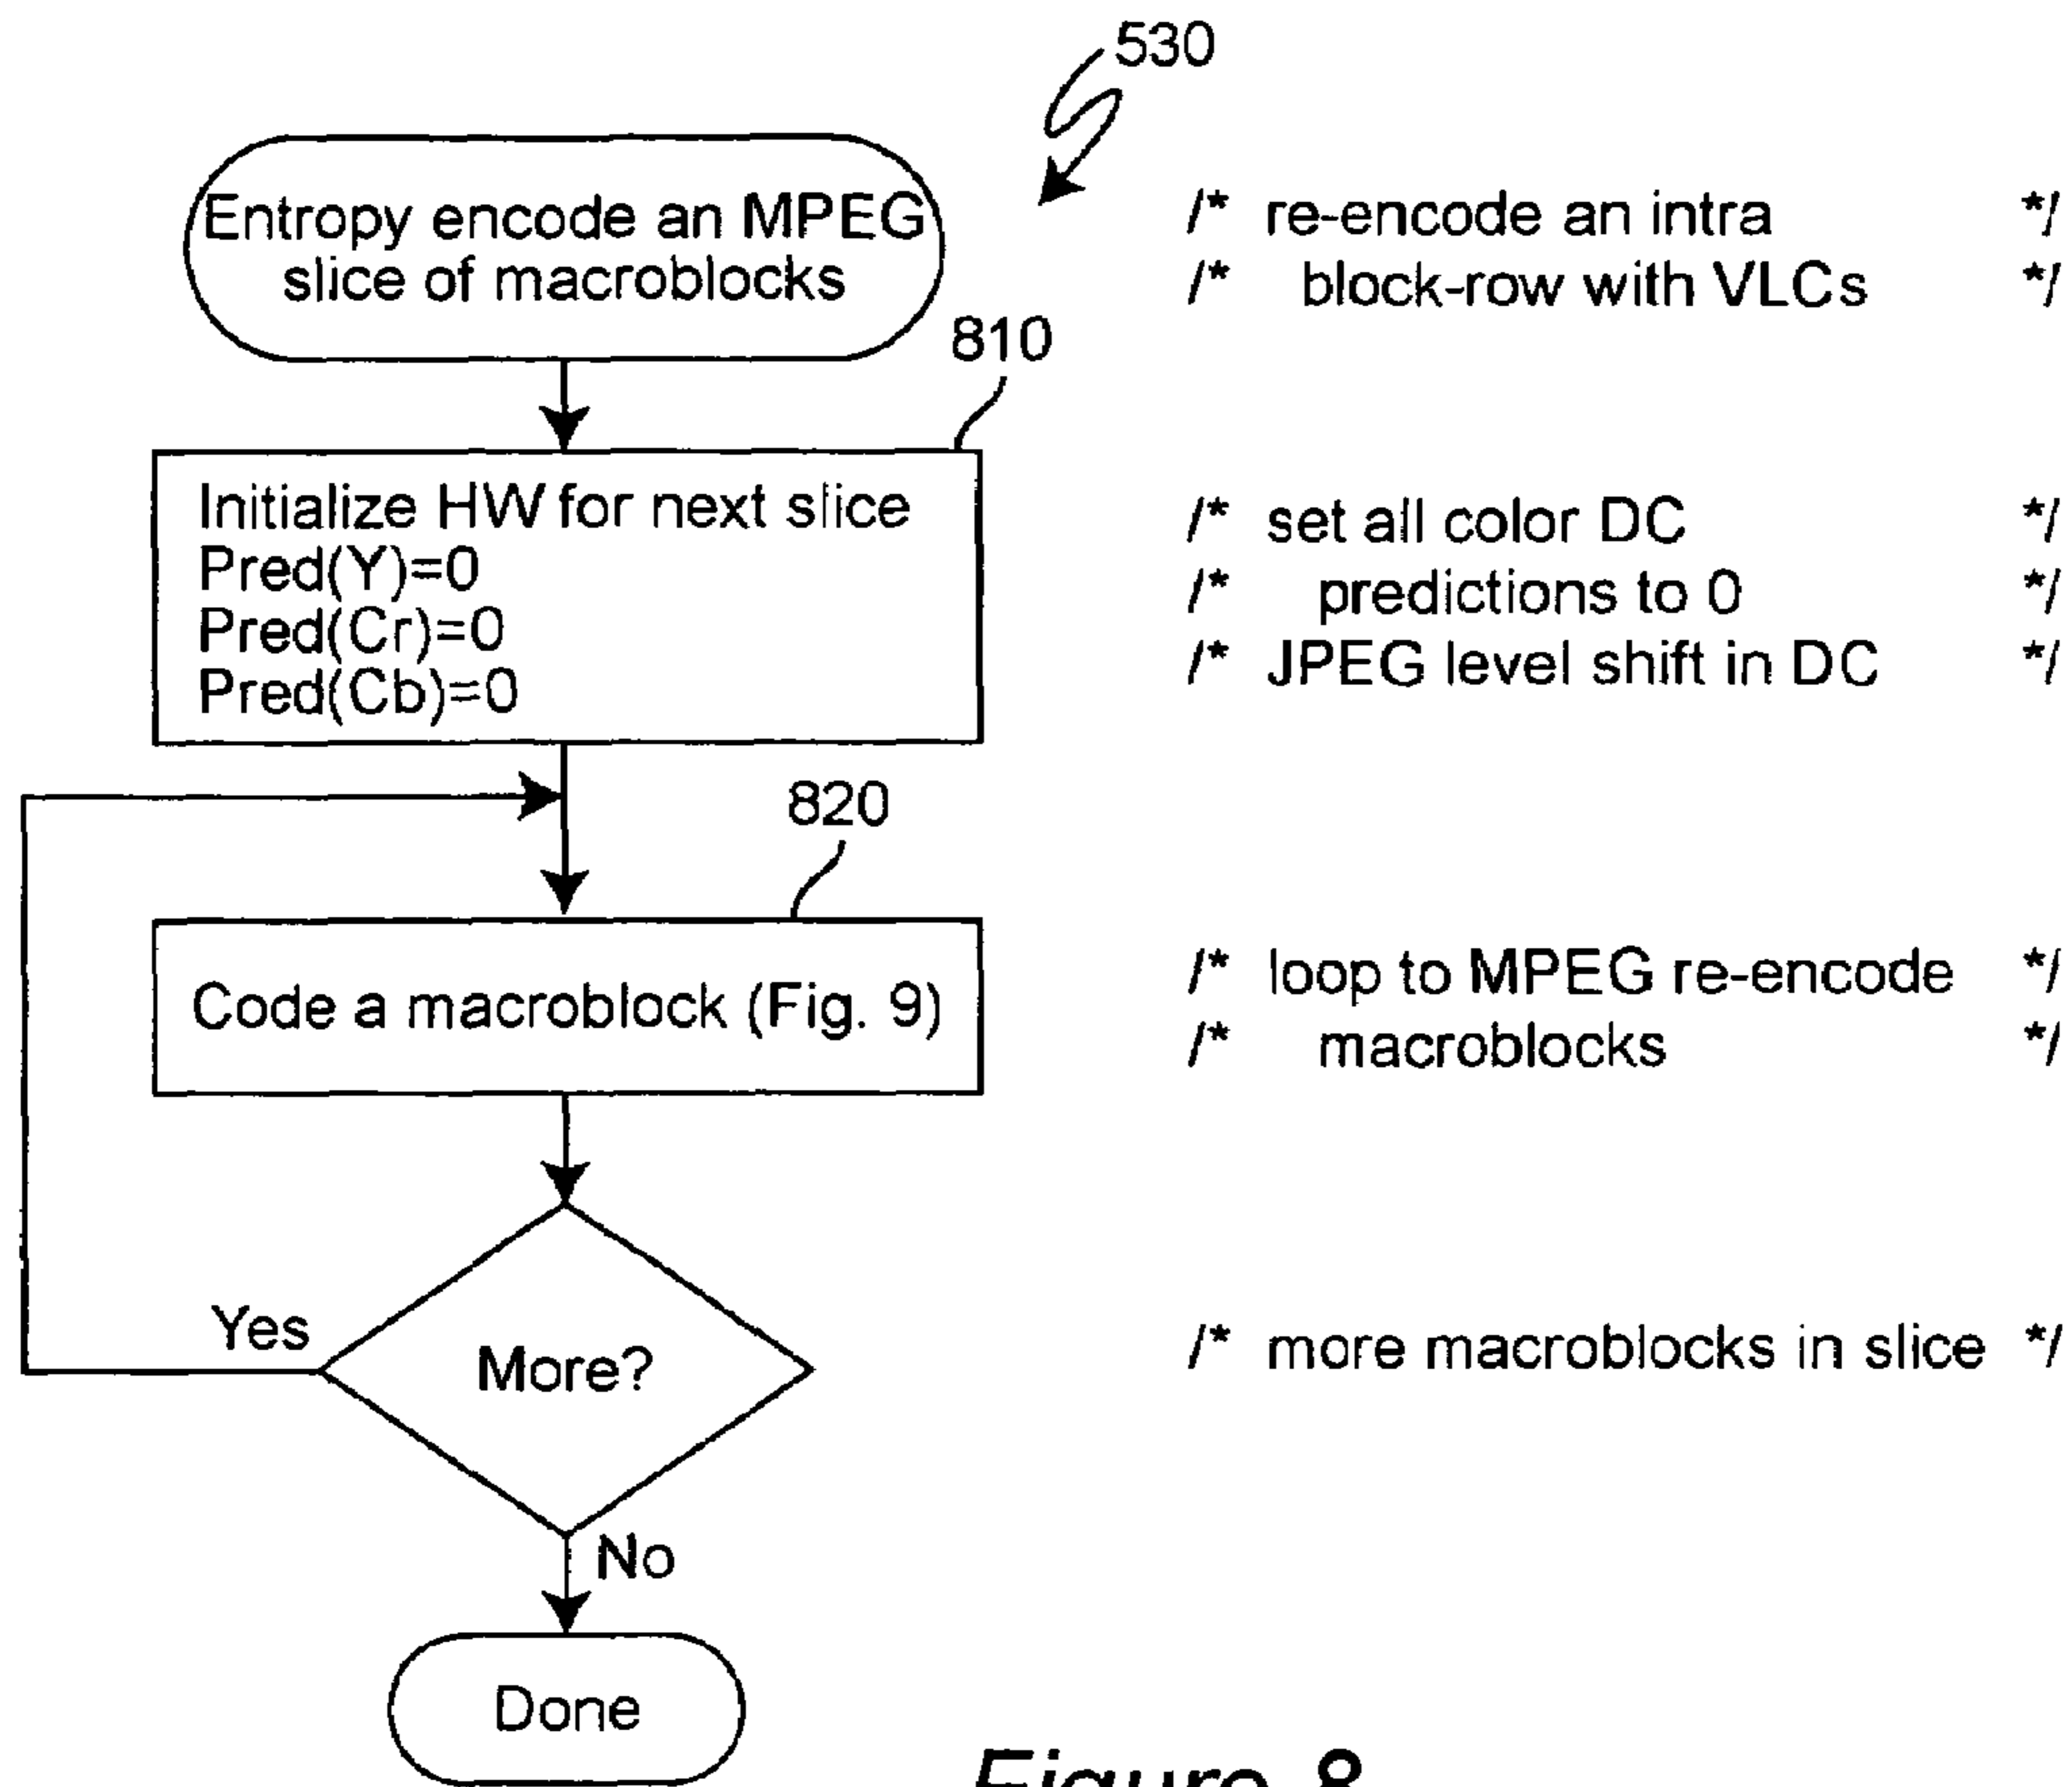 530
Entropy encode an MPEG
slice of macroblocks
/* re-encode an intra */
/* block-row with VLCs */
810
Initialize HW for next slice
Pred(Y)=0
Pred(Cr)=0
Pred(Cb)=0
/* set all color DC */
/* predictions to 0 */
/* JPEG level shift in DC */
820
Code a macroblock (Fig. 9)
/* loop to MPEG re-encode */
/* macroblocks */
Yes
More?
/* more macroblocks in slice */
No
Done
Figure 8